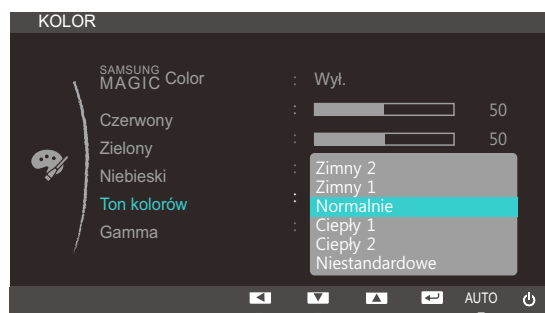 KOLOR
SAMSUNG
MAGIC Color : Wył.
Czerwony : 50
Zielony : 50
Niebieski :
Ton kolorów :
Gamma :
Zimny 2
Zimny 1
Normalnie
Ciepły 1
Ciepły 2
Niestandardowe
AUTO